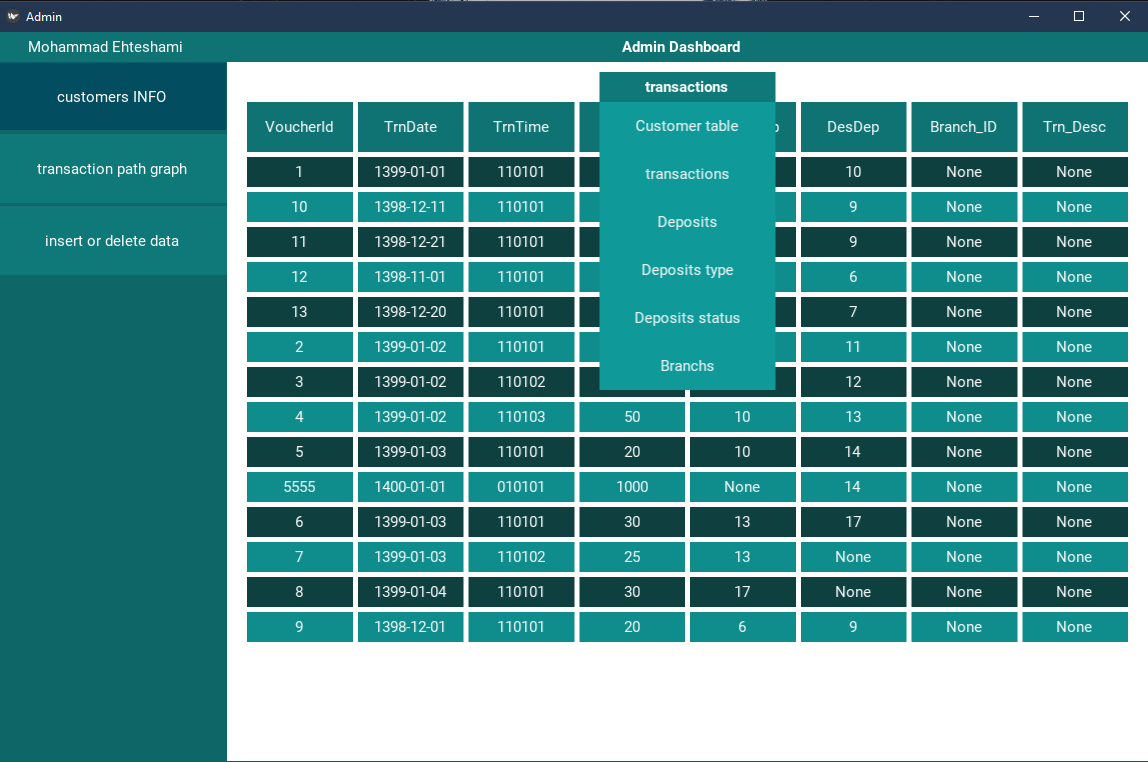 Admin
Mohammad Ehteshami
Admin Dashboard
customers INFO
transaction path graph
insert or delete data
transactions
Customer table
transactions
Deposits
Deposits type
Deposits status
Branchs
VoucherId TrnDate TrnTime DesDep Branch_ID Trn_Desc
1 1399-01-01 110101 10 None None
10 1398-12-11 110101 9 None None
11 1398-12-21 110101 9 None None
12 1398-11-01 110101 6 None None
13 1398-12-20 110101 7 None None
2 1399-01-02 110101 11 None None
3 1399-01-02 110102 12 None None
4 1399-01-02 110103 50 10 13 None None
5 1399-01-03 110101 20 10 14 None None
5555 1400-01-01 010101 1000 None 14 None None
6 1399-01-03 110101 30 13 17 None None
7 1399-01-03 110102 25 13 None None None
8 1399-01-04 110101 30 17 None None None
9 1398-12-01 110101 20 6 9 None None